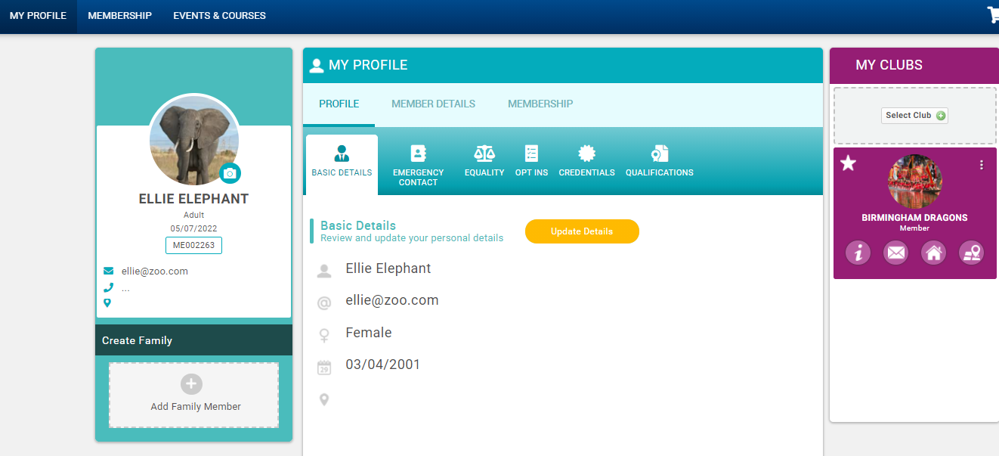 MY PROFILE MEMBERSHIP EVENTS & COURSES
ELLIE ELEPHANT
Adult
05/07/2022
ME002263
ellie@zoo.com
...
Create Family
Add Family Member
MY PROFILE
PROFILE MEMBER DETAILS MEMBERSHIP
BASIC DETAILS
EMERGENCY
CONTACT
EQUALITY
OPT INS
CREDENTIALS
QUALIFICATIONS
Basic Details
Review and update your personal details
Update Details
Ellie Elephant
@
ellie@zoo.com
Female
29
03/04/2001
MY CLUBS
Select Club
BIRMINGHAM DRAGONS
Member
i